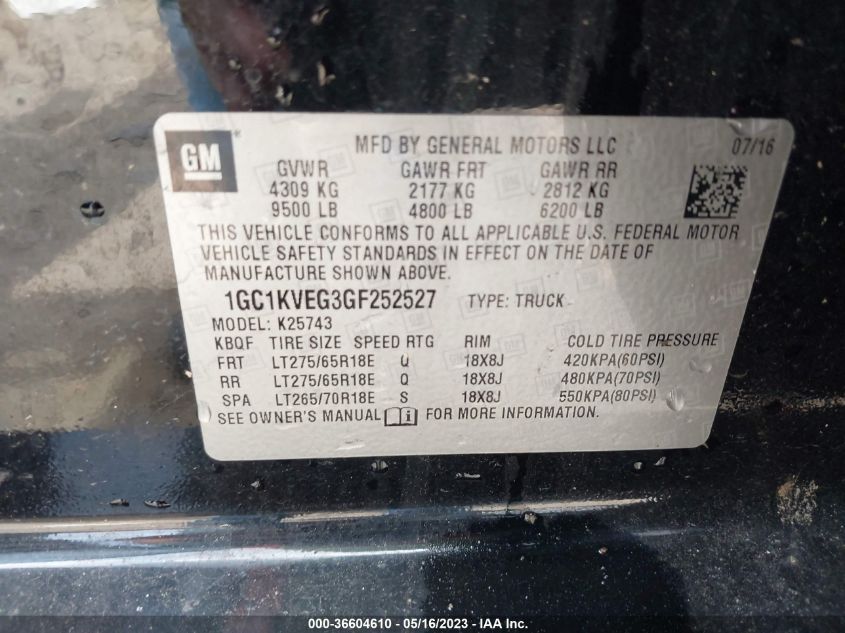 GM
MFD BY GENERAL MOTORS LLC 07/16
GVWR GAWR FRT GAWR RR
4309 KG 2177 KG 2812 KG
9500 LB 4800 LB 6200 LB
THIS VEHICLE CONFORMS TO ALL APPLICABLE U.S. FEDERAL MOTOR
VEHICLE SAFETY STANDARDS IN EFFECT ON THE DATE OF
MANUFACTURE SHOWN ABOVE.
1GC1KVEG3GF252527 TYPE: TRUCK
MODEL: K25743
KBQF TIRE SIZE SPEED RTG RIM COLD TIRE PRESSURE
FRT LT275/65R18E Q 18X8J 420KPA(60PSI)
RR LT275/65R18E Q 18X8J 480KPA(70PSI)
SPA LT265/70R18E S 18X8J 550KPA(80PSI)
SEE OWNER'S MANUAL FOR MORE INFORMATION.
000-36604610 - 05/16/2023 - IAA Inc.